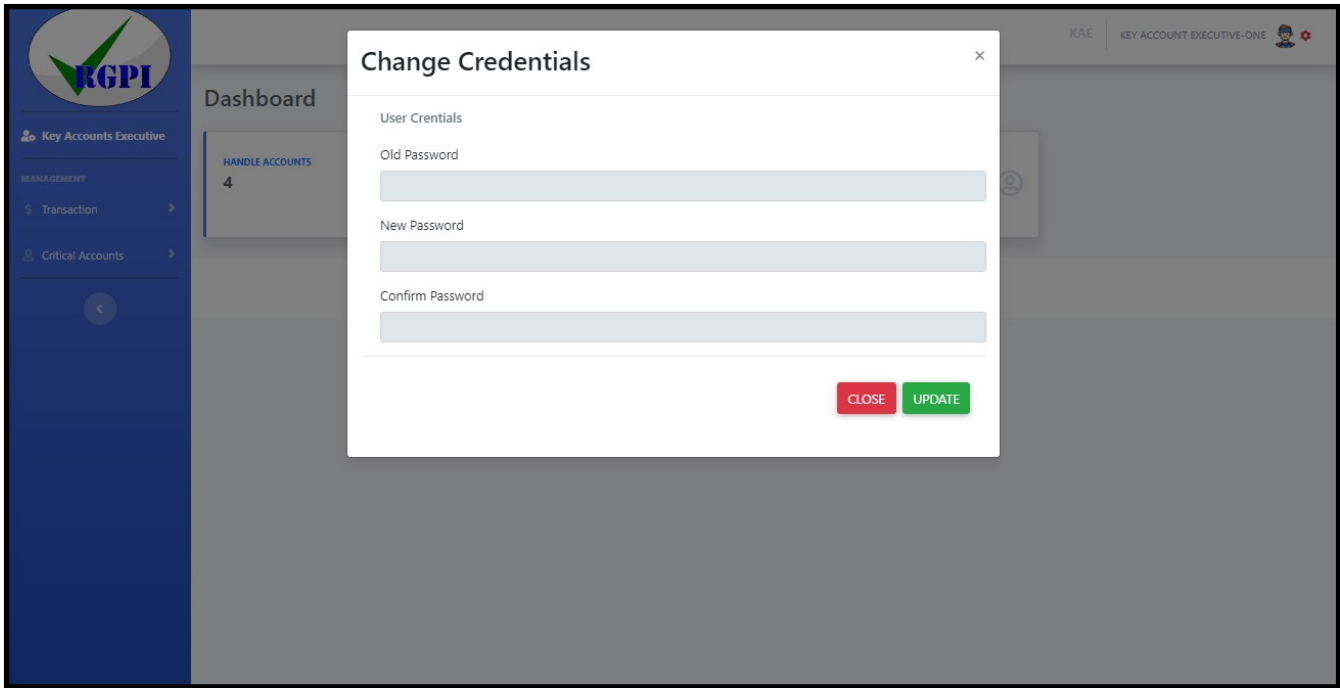 RGPI
KAE
KEY ACCOUNT EXECUTIVE-ONE
Key Accounts Executive
MANAGEMENT
$ Transaction
Critical Accounts
Dashboard
HANDLE ACCOUNTS
4
Change Credentials
×
User Crentials
Old Password
New Password
Confirm Password
CLOSE UPDATE